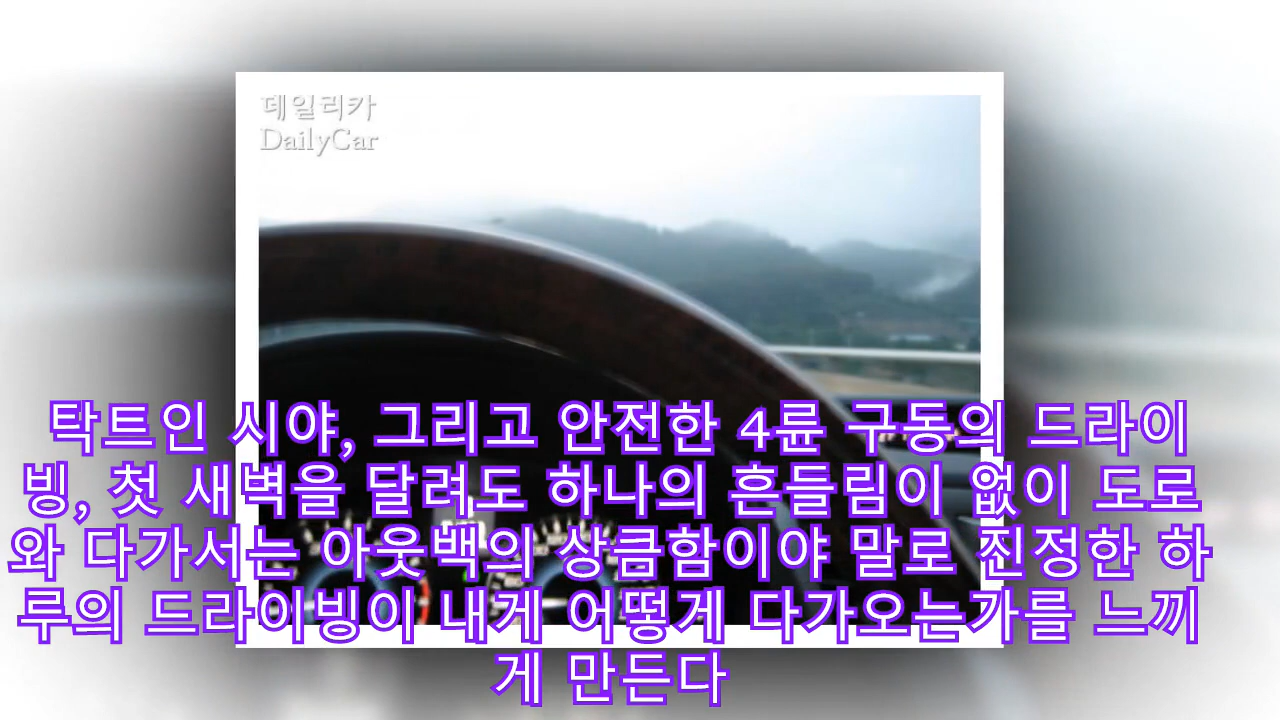 데일리카
DailyCar
탁트인 시야, 그리고 안전한 4륜 구동의 드라이
빙, 첫 새벽을 달려도 하나의 흔들림이 없이 도로
와 다가서는 아웃백의 상큼함이야 말로 진정한 하
루의 드라이빙이 내게 어떻게 다가오는가를 느끼
게 만든다